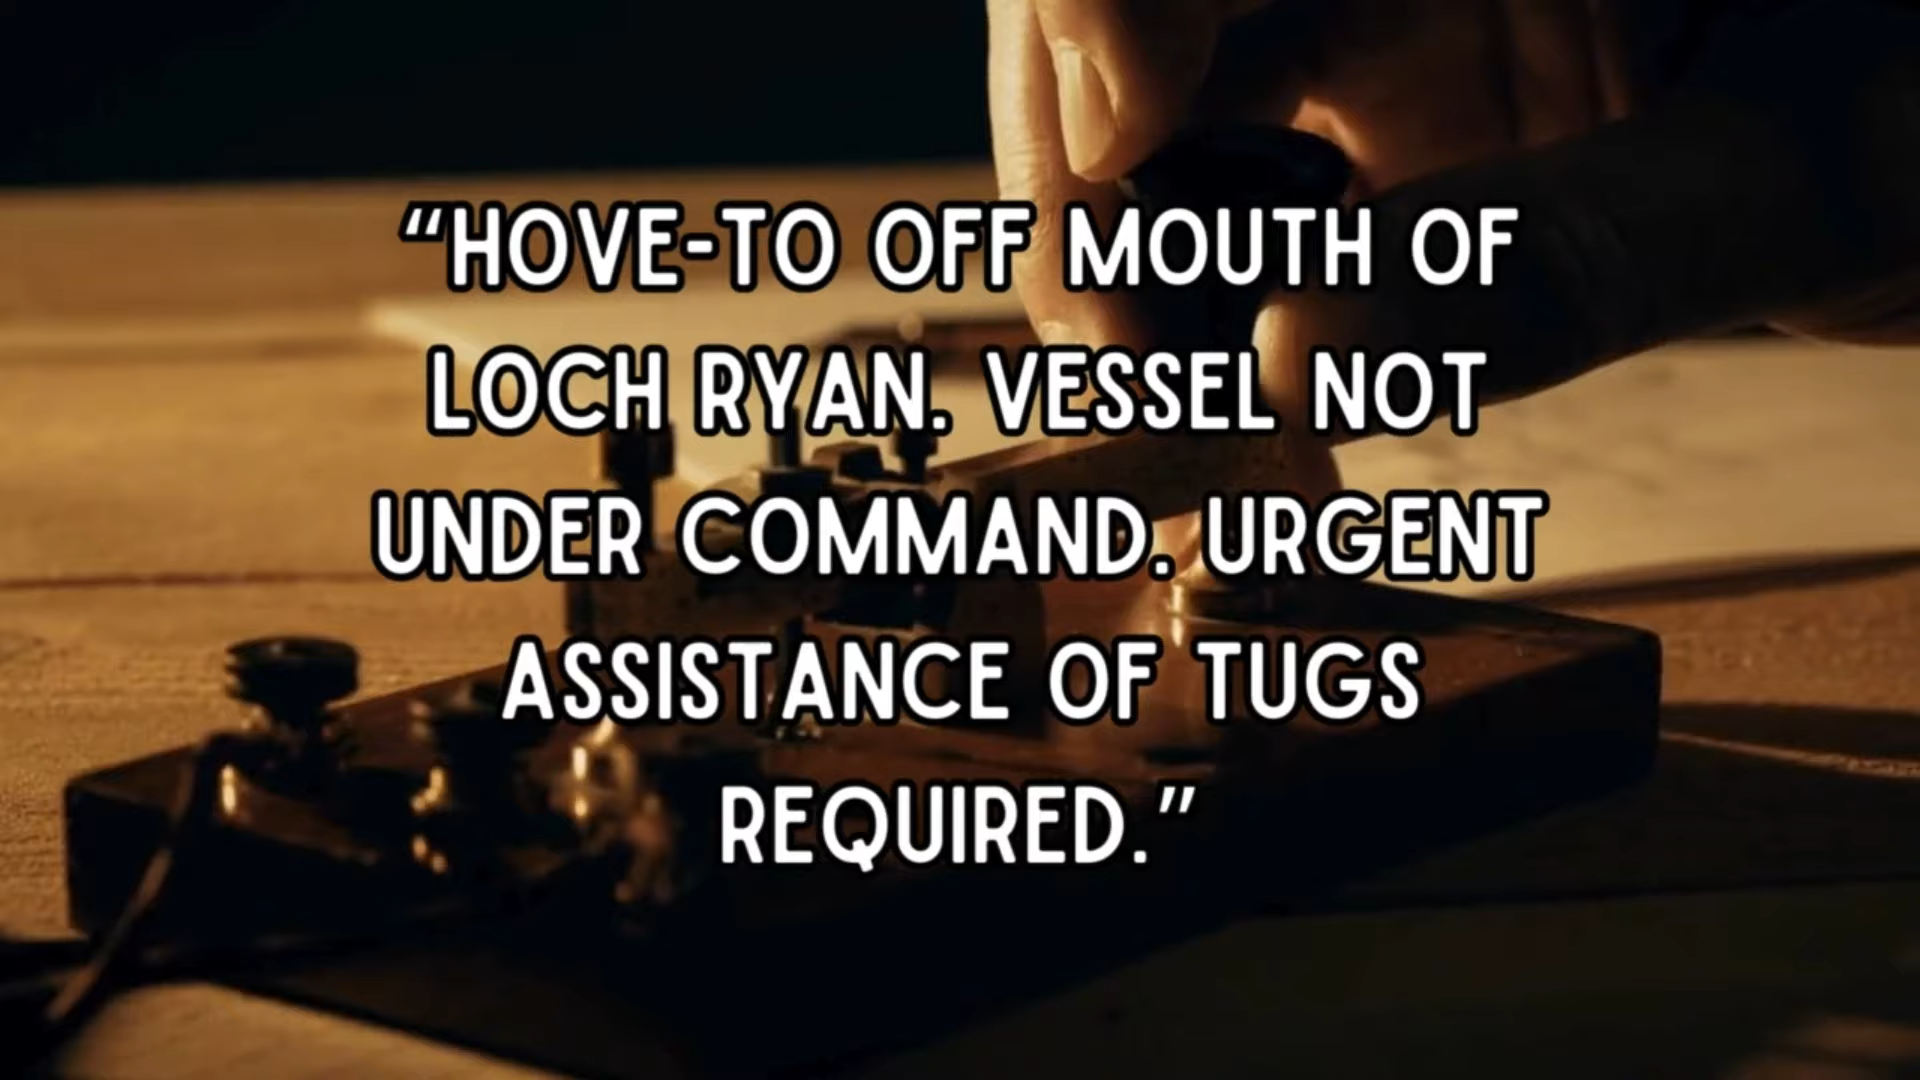 “HOVE-TO OFF MOUTH OF
LOCH RYAN. VESSEL NOT
UNDER COMMAND. URGENT
ASSISTANCE OF TUGS
REQUIRED.”